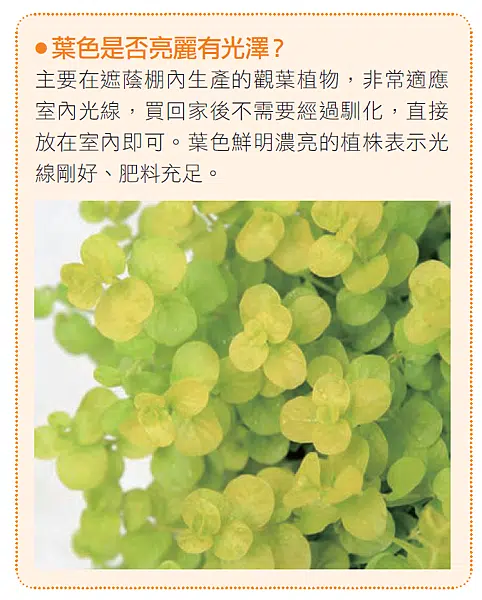 ●葉色是否亮麗有光澤？
主要在遮蔭棚內生產的觀葉植物，非常適應
室內光線，買回家後不需要經過馴化，直接
放在室內即可。葉色鮮明濃亮的植株表示光
線剛好、肥料充足。